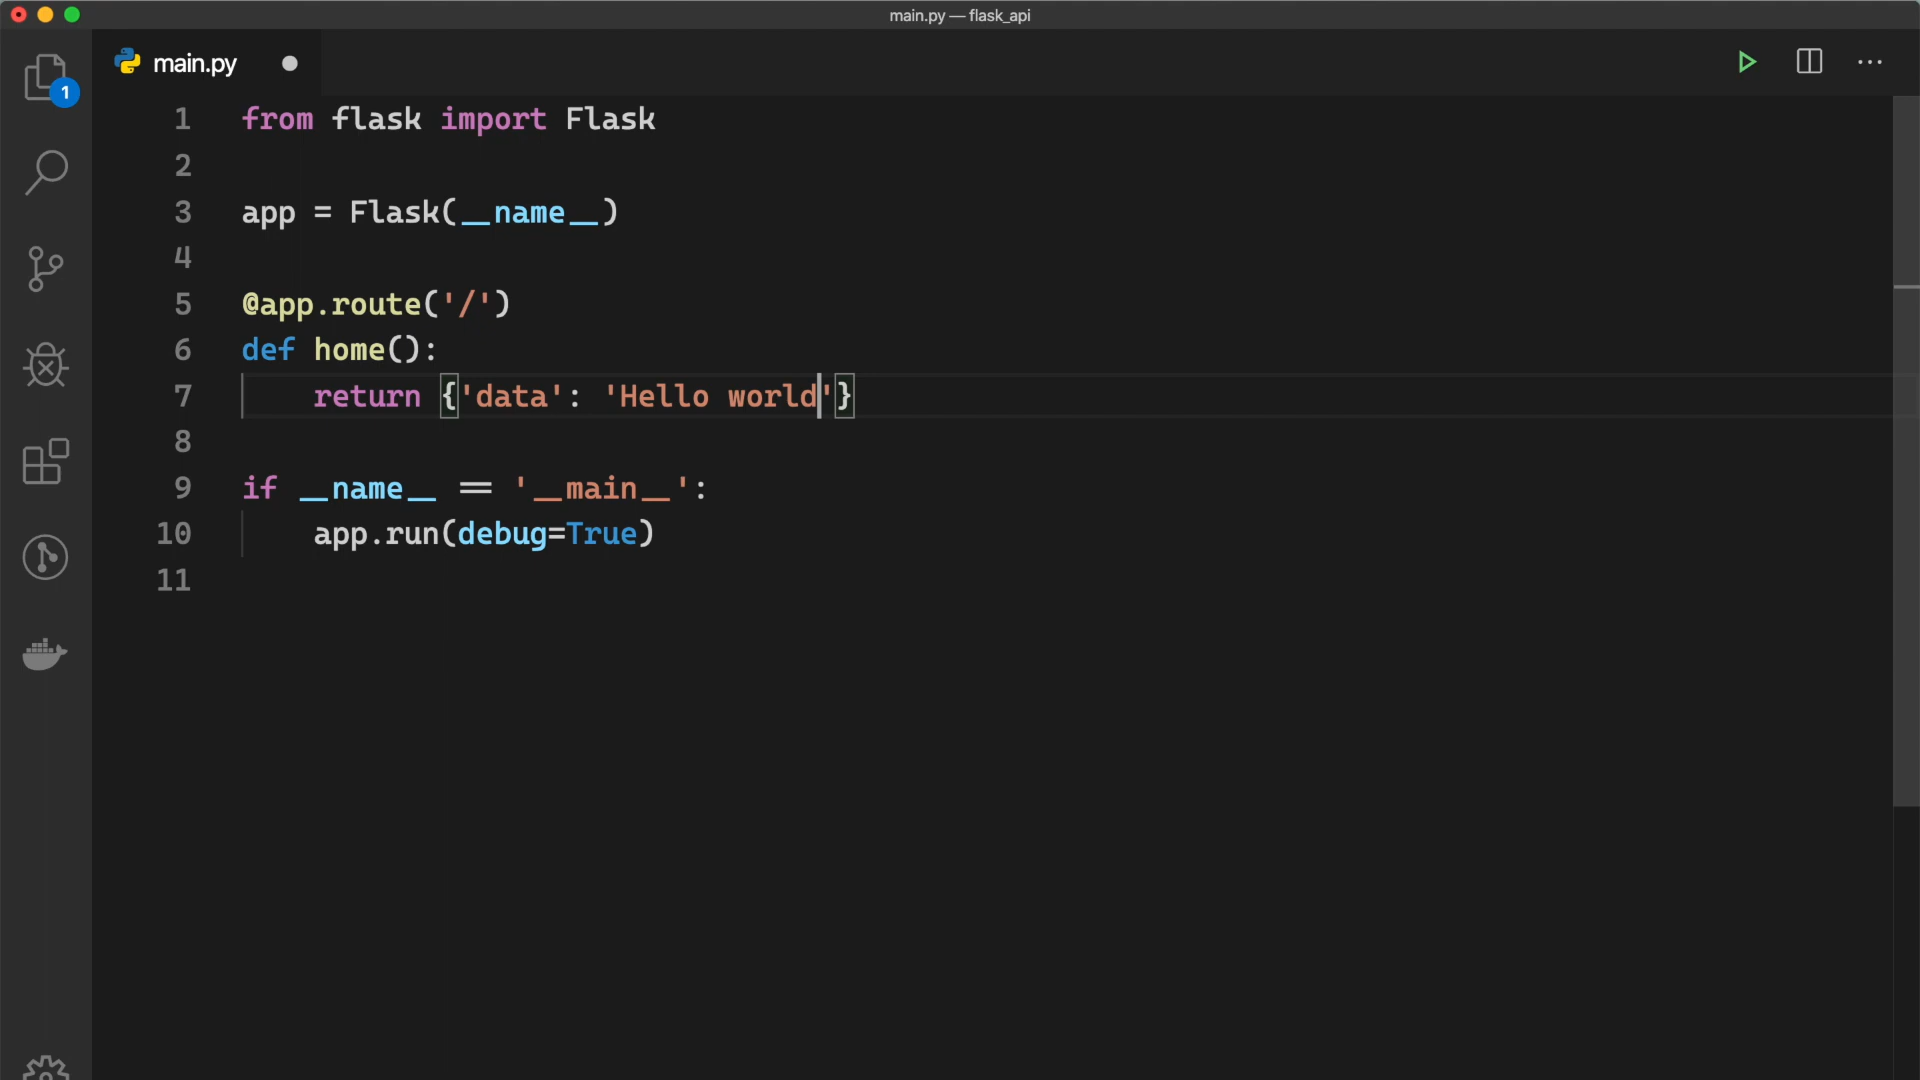 main.py — flask_api
main.py
1
1 from flask import Flask
2
3 app = Flask(__name__)
4
5 @app.route('/')
6 def home():
7     return {'data': 'Hello world'}
8
9 if __name__ == '__main__':
10     app.run(debug=True)
11